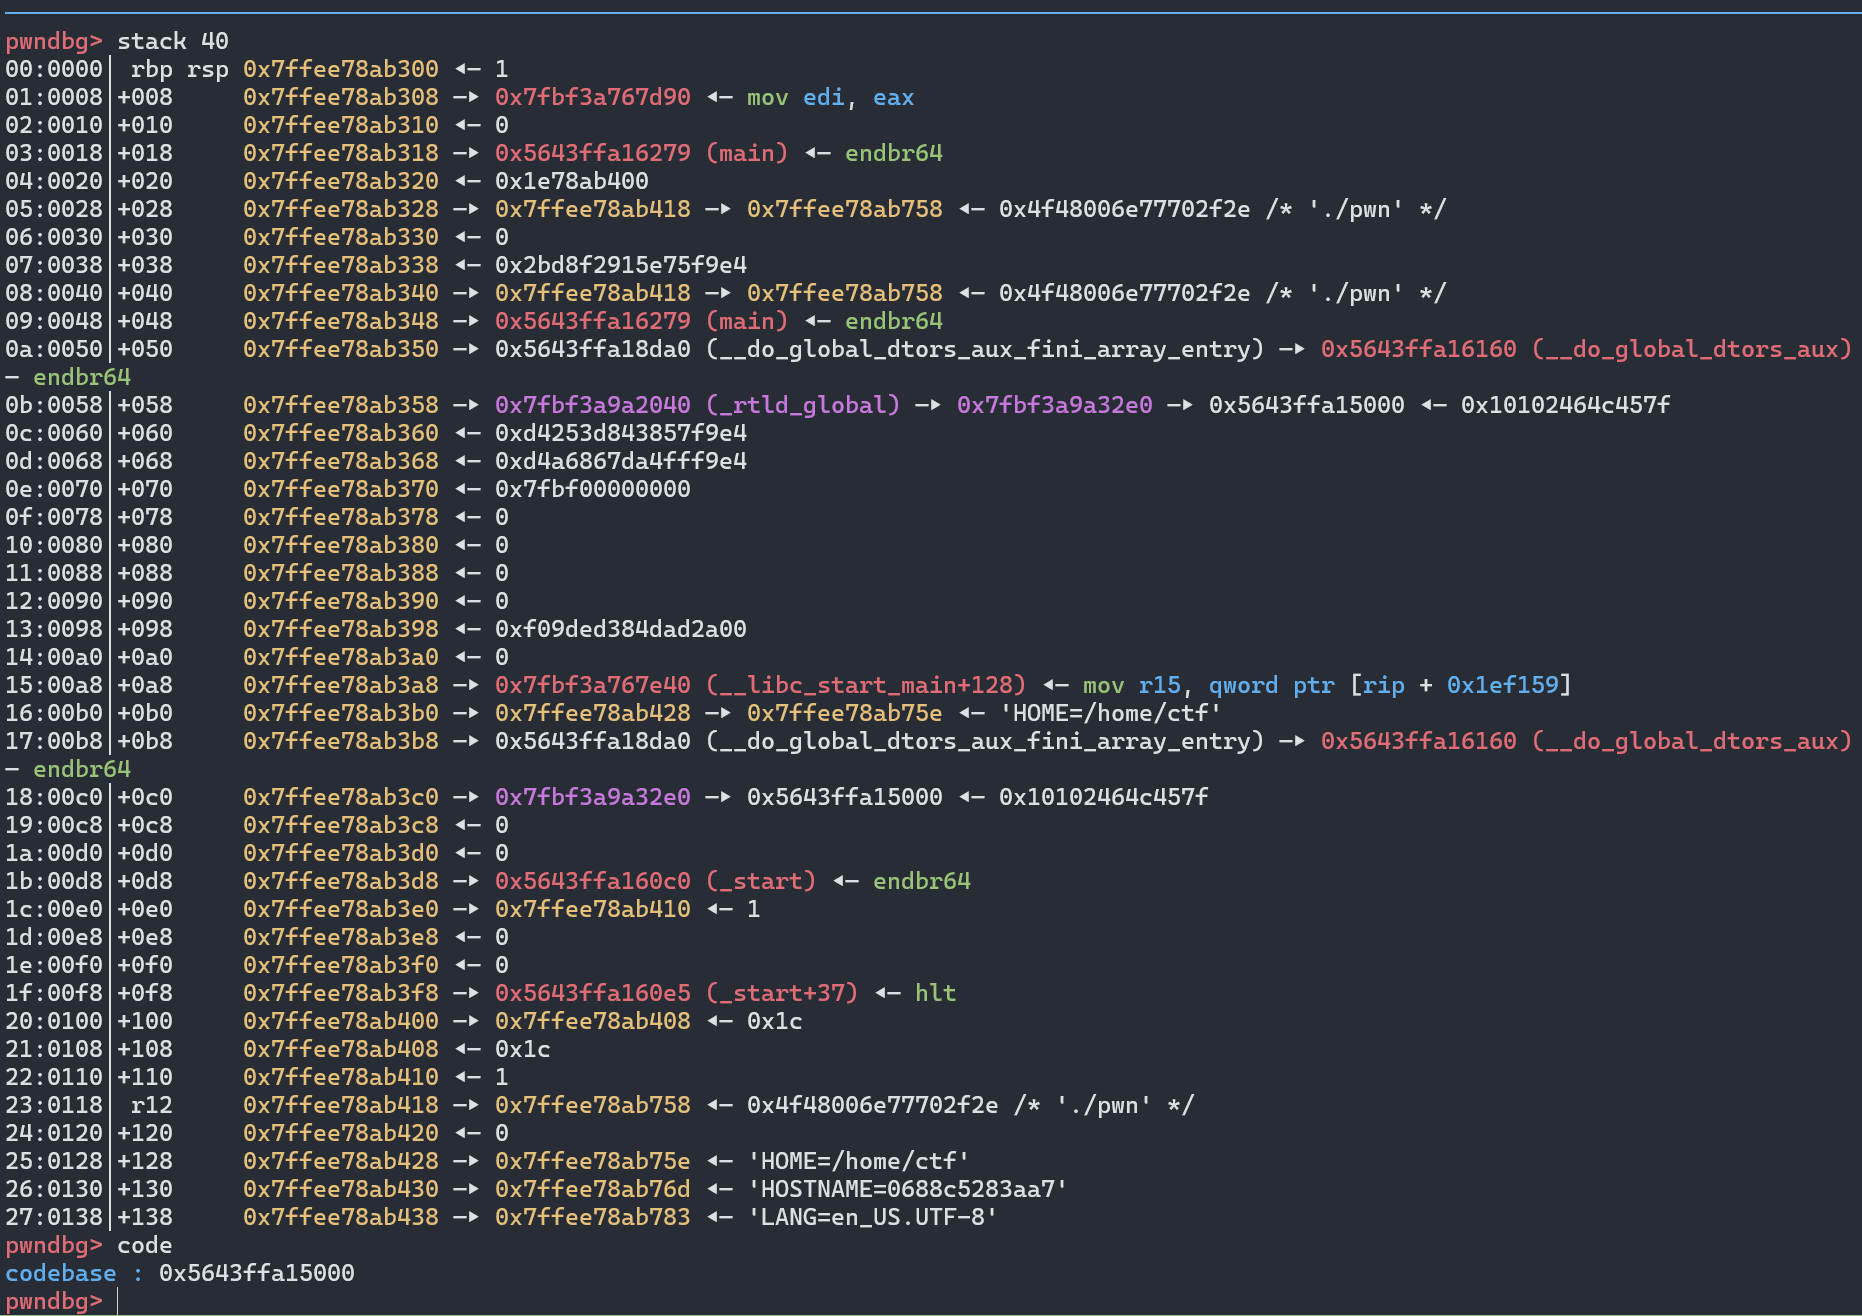 pwndbg> stack 40
00:0000│ rbp rsp 0x7ffee78ab300 ◂— 1
01:0008│+008     0x7ffee78ab308 —▸ 0x7fbf3a767d90 ◂— mov edi, eax
02:0010│+010     0x7ffee78ab310 ◂— 0
03:0018│+018     0x7ffee78ab318 —▸ 0x5643ffa16279 (main) ◂— endbr64
04:0020│+020     0x7ffee78ab320 ◂— 0x1e78ab400
05:0028│+028     0x7ffee78ab328 —▸ 0x7ffee78ab418 —▸ 0x7ffee78ab758 ◂— 0x4f48006e77702f2e /* './pwn' */
06:0030│+030     0x7ffee78ab330 ◂— 0
07:0038│+038     0x7ffee78ab338 ◂— 0x2bd8f2915e75f9e4
08:0040│+040     0x7ffee78ab340 —▸ 0x7ffee78ab418 —▸ 0x7ffee78ab758 ◂— 0x4f48006e77702f2e /* './pwn' */
09:0048│+048     0x7ffee78ab348 —▸ 0x5643ffa16279 (main) ◂— endbr64
0a:0050│+050     0x7ffee78ab350 —▸ 0x5643ffa18da0 (__do_global_dtors_aux_fini_array_entry) —▸ 0x5643ffa16160 (__do_global_dtors_aux)
— endbr64
0b:0058│+058     0x7ffee78ab358 —▸ 0x7fbf3a9a2040 (_rtld_global) —▸ 0x7fbf3a9a32e0 —▸ 0x5643ffa15000 ◂— 0x10102464c457f
0c:0060│+060     0x7ffee78ab360 ◂— 0xd4253d843857f9e4
0d:0068│+068     0x7ffee78ab368 ◂— 0xd4a6867da4fff9e4
0e:0070│+070     0x7ffee78ab370 ◂— 0x7fbf00000000
0f:0078│+078     0x7ffee78ab378 ◂— 0
10:0080│+080     0x7ffee78ab380 ◂— 0
11:0088│+088     0x7ffee78ab388 ◂— 0
12:0090│+090     0x7ffee78ab390 ◂— 0
13:0098│+098     0x7ffee78ab398 ◂— 0xf09ded384dad2a00
14:00a0│+0a0     0x7ffee78ab3a0 ◂— 0
15:00a8│+0a8     0x7ffee78ab3a8 —▸ 0x7fbf3a767e40 (__libc_start_main+128) ◂— mov r15, qword ptr [rip + 0x1ef159]
16:00b0│+0b0     0x7ffee78ab3b0 —▸ 0x7ffee78ab428 —▸ 0x7ffee78ab75e ◂— 'HOME=/home/ctf'
17:00b8│+0b8     0x7ffee78ab3b8 —▸ 0x5643ffa18da0 (__do_global_dtors_aux_fini_array_entry) —▸ 0x5643ffa16160 (__do_global_dtors_aux)
— endbr64
18:00c0│+0c0     0x7ffee78ab3c0 —▸ 0x7fbf3a9a32e0 —▸ 0x5643ffa15000 ◂— 0x10102464c457f
19:00c8│+0c8     0x7ffee78ab3c8 ◂— 0
1a:00d0│+0d0     0x7ffee78ab3d0 ◂— 0
1b:00d8│+0d8     0x7ffee78ab3d8 —▸ 0x5643ffa160c0 (_start) ◂— endbr64
1c:00e0│+0e0     0x7ffee78ab3e0 —▸ 0x7ffee78ab410 ◂— 1
1d:00e8│+0e8     0x7ffee78ab3e8 ◂— 0
1e:00f0│+0f0     0x7ffee78ab3f0 ◂— 0
1f:00f8│+0f8     0x7ffee78ab3f8 —▸ 0x5643ffa160e5 (_start+37) ◂— hlt
20:0100│+100     0x7ffee78ab400 —▸ 0x7ffee78ab408 ◂— 0x1c
21:0108│+108     0x7ffee78ab408 ◂— 0x1c
22:0110│+110     0x7ffee78ab410 ◂— 1
23:0118│ r12     0x7ffee78ab418 —▸ 0x7ffee78ab758 ◂— 0x4f48006e77702f2e /* './pwn' */
24:0120│+120     0x7ffee78ab420 ◂— 0
25:0128│+128     0x7ffee78ab428 —▸ 0x7ffee78ab75e ◂— 'HOME=/home/ctf'
26:0130│+130     0x7ffee78ab430 —▸ 0x7ffee78ab76d ◂— 'HOSTNAME=0688c5283aa7'
27:0138│+138     0x7ffee78ab438 —▸ 0x7ffee78ab783 ◂— 'LANG=en_US.UTF-8'
pwndbg> code
codebase : 0x5643ffa15000
pwndbg>